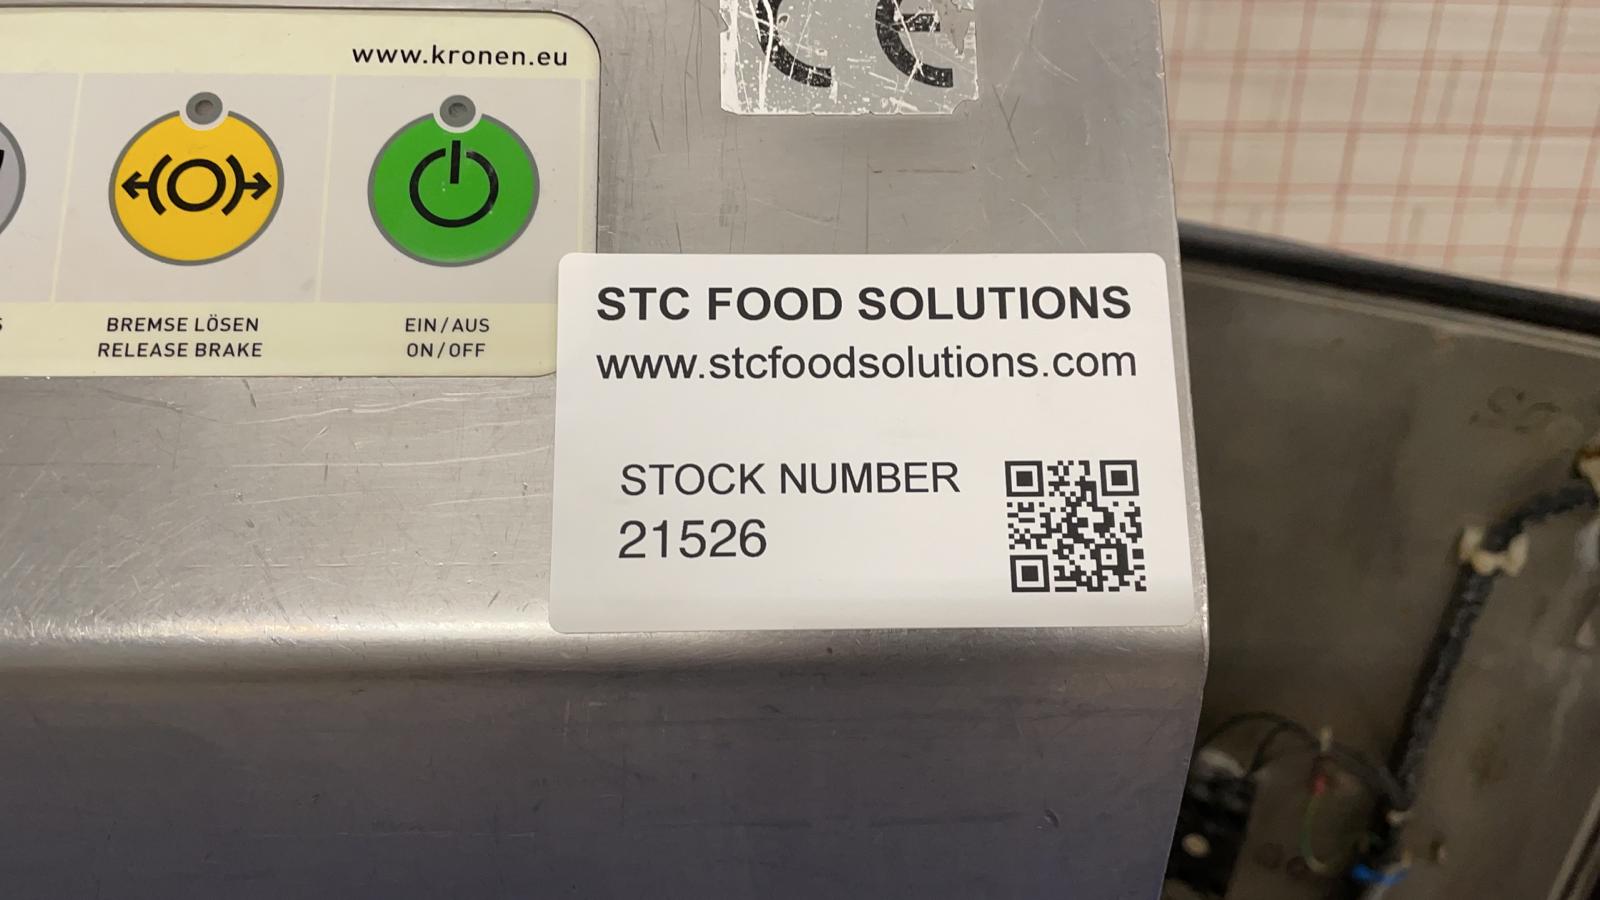 www.kronen.eu
CE
BREMSE LÖSEN
RELEASE BRAKE
EIN/AUS
ON/OFF
STC FOOD SOLUTIONS
www.stcfoodsolutions.com
STOCK NUMBER
21526